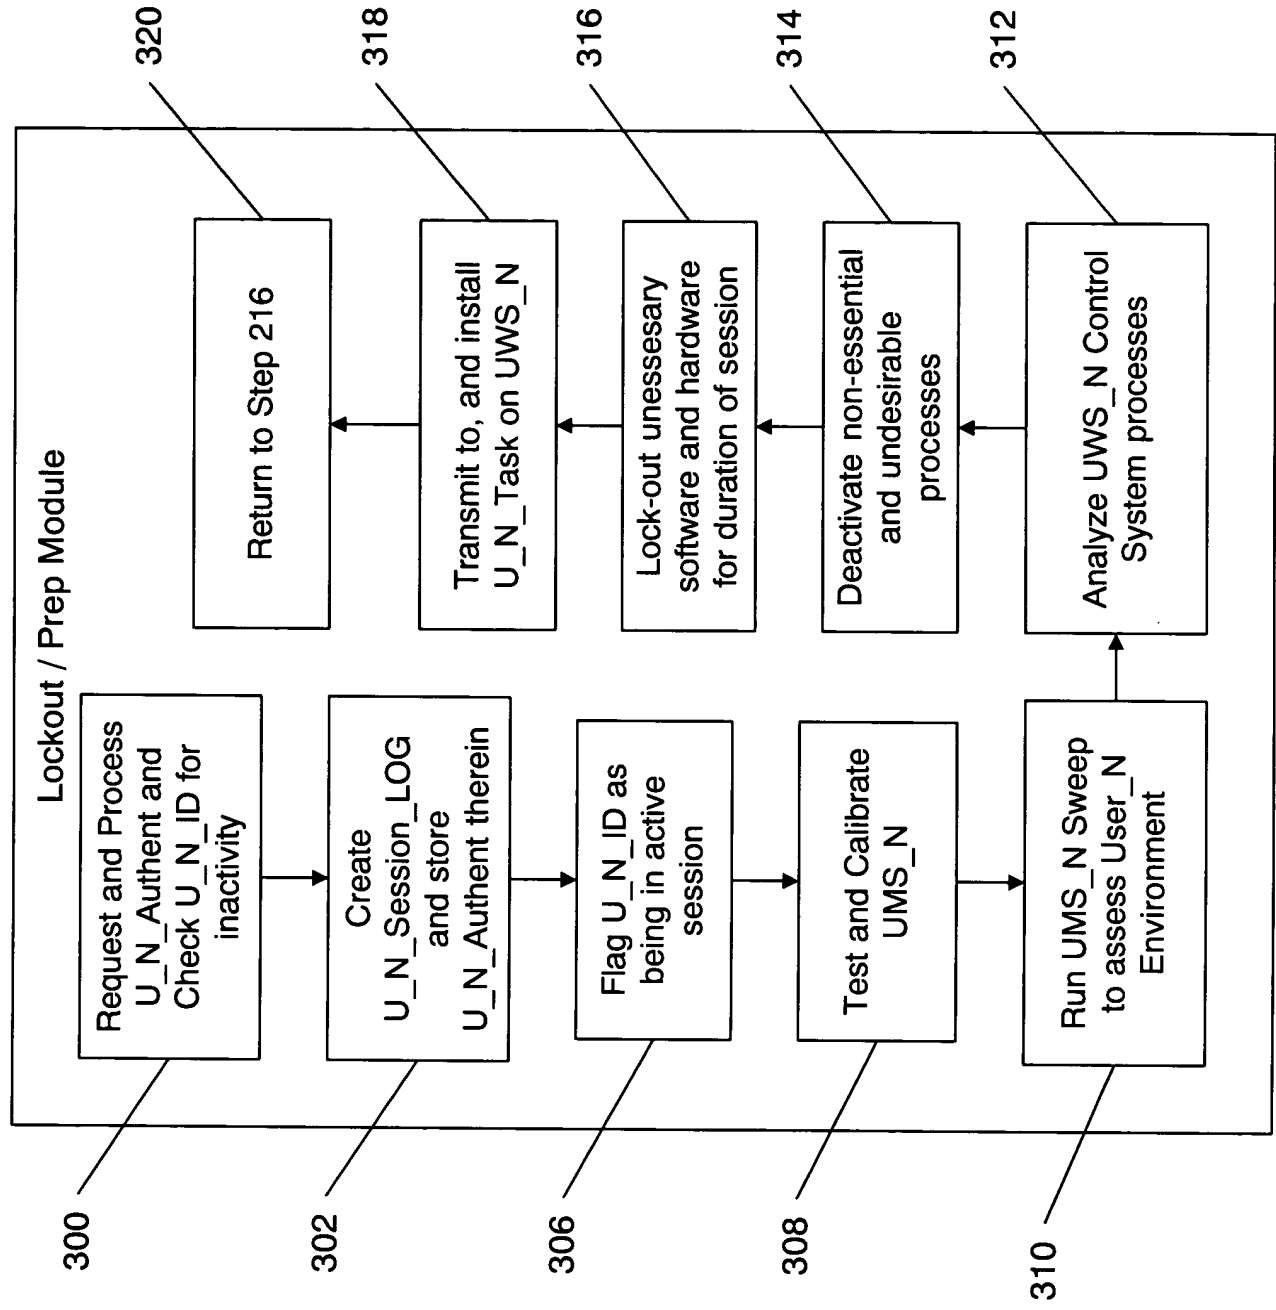 Lockout / Prep Module
300
Request and Process
U_N_Authent and
Check U_N_ID for
inactivity
302
Create
U_N_Session_LOG
and store
U_N_Authent therein
306
Flag U_N_ID as
being in active
session
308
Test and Calibrate
UMS_N
310
Run UMS_N Sweep
to assess User_N
Environment
312
Analyze UWS_N Control
System processes
314
Deactivate non-essential
and undesirable
processes
316
Lock-out unessesary
software and hardware
for duration of session
318
Transmit to, and install
U_N_Task on UWS_N
320
Return to Step 216